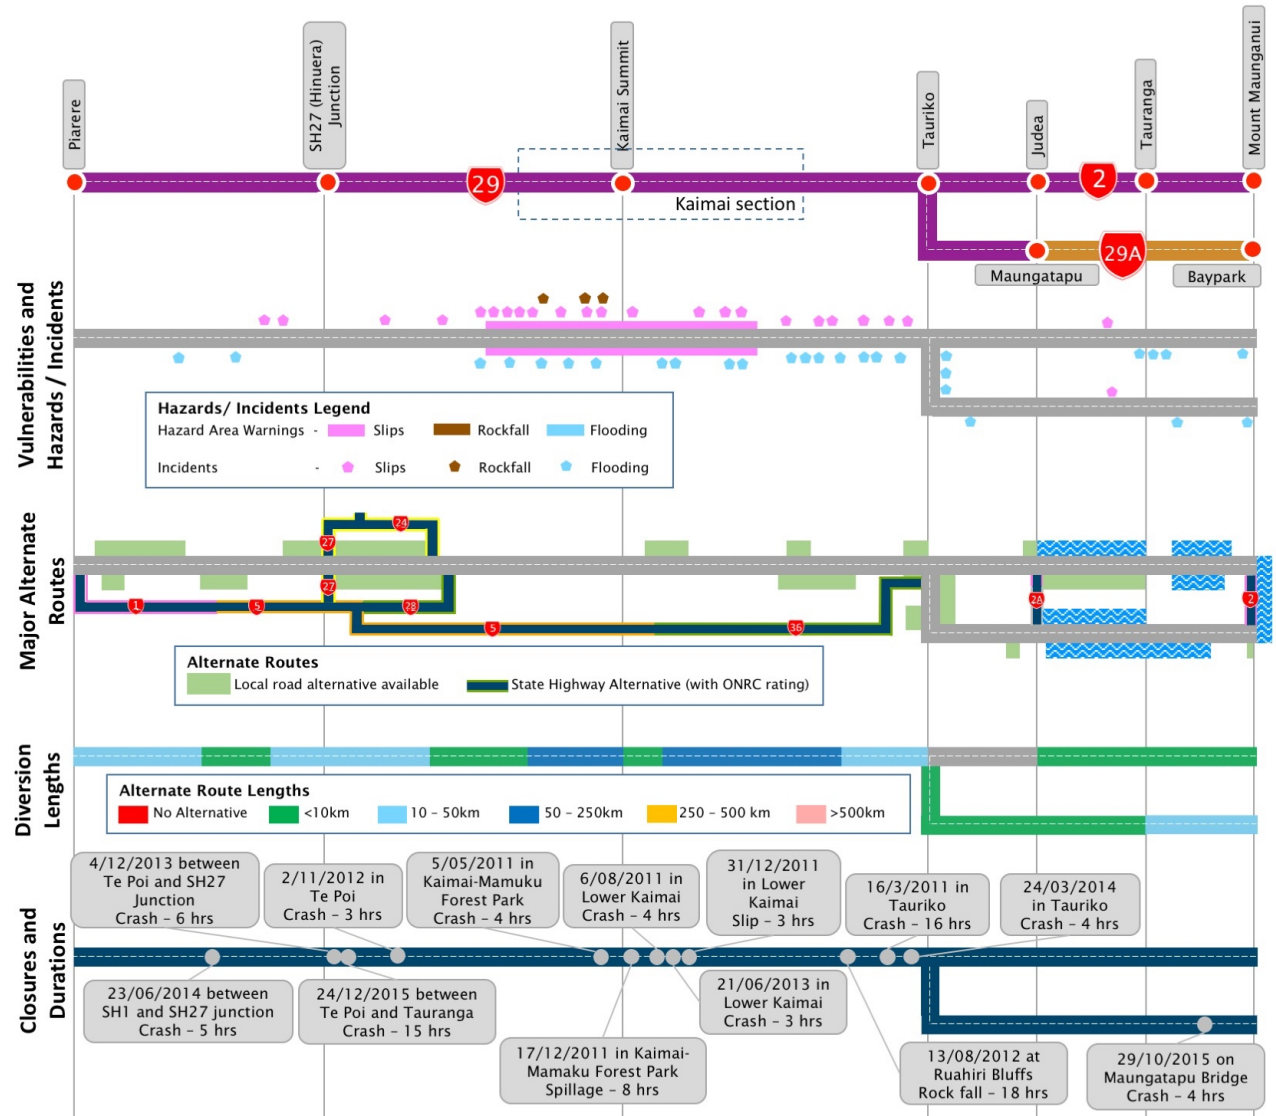 Piarere
SH27 (Hinuera)
Junction
Kaimai Summit
Tauriko
Judea
Tauranga
Mount Maunganui
29
2
Kaimai section
29A
Maungatapu
Baypark
Vulnerabilities and
Hazards / Incidents
Hazards/ Incidents Legend
Hazard Area Warnings - Slips Rockfall Flooding
Incidents - Slips Rockfall Flooding
Major Alternate
Routes
24
27
27
1
5
28
5
36
2A
2
Alternate Routes
Local road alternative available State Highway Alternative (with ONRC rating)
Diversion
Lengths
Alternate Route Lengths
No Alternative <10km 10 – 50km 50 – 250km 250 – 500 km >500km
Closures and
Durations
4/12/2013 between
Te Poi and SH27
Junction
Crash – 6 hrs
2/11/2012 in
Te Poi
Crash – 3 hrs
5/05/2011 in
Kaimai-Mamuku
Forest Park
Crash – 4 hrs
6/08/2011 in
Lower Kaimai
Crash – 4 hrs
31/12/2011
in Lower
Kaimai
Slip – 3 hrs
16/3/2011 in
Tauriko
Crash – 16 hrs
24/03/2014
in Tauriko
Crash – 4 hrs
23/06/2014 between
SH1 and SH27 junction
Crash – 5 hrs
24/12/2015 between
Te Poi and Tauranga
Crash – 15 hrs
17/12/2011 in Kaimai-
Mamaku Forest Park
Spillage – 8 hrs
21/06/2013 in
Lower Kaimai
Crash – 3 hrs
13/08/2012 at
Ruahiri Bluffs
Rock fall – 18 hrs
29/10/2015 on
Maungatapu Bridge
Crash – 4 hrs